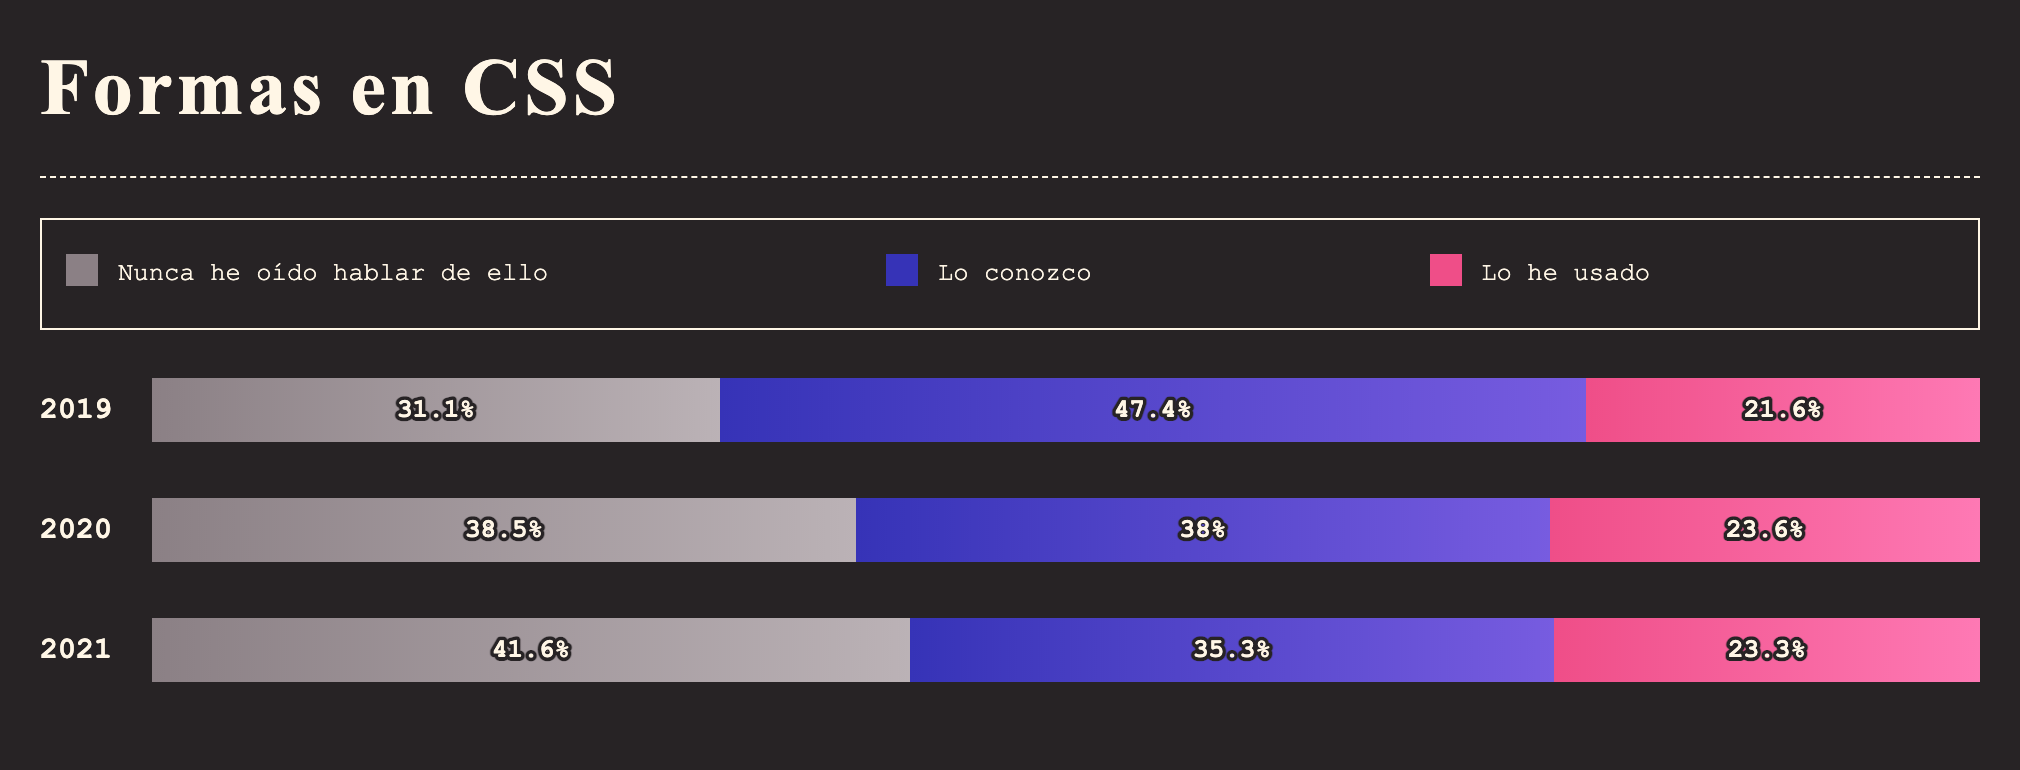 Formas en CSS
Nunca he oído hablar de ello Lo conozco Lo he usado
2019 31.1% 47.4% 21.6%
2020 38.5% 38% 23.6%
2021 41.6% 35.3% 23.3%